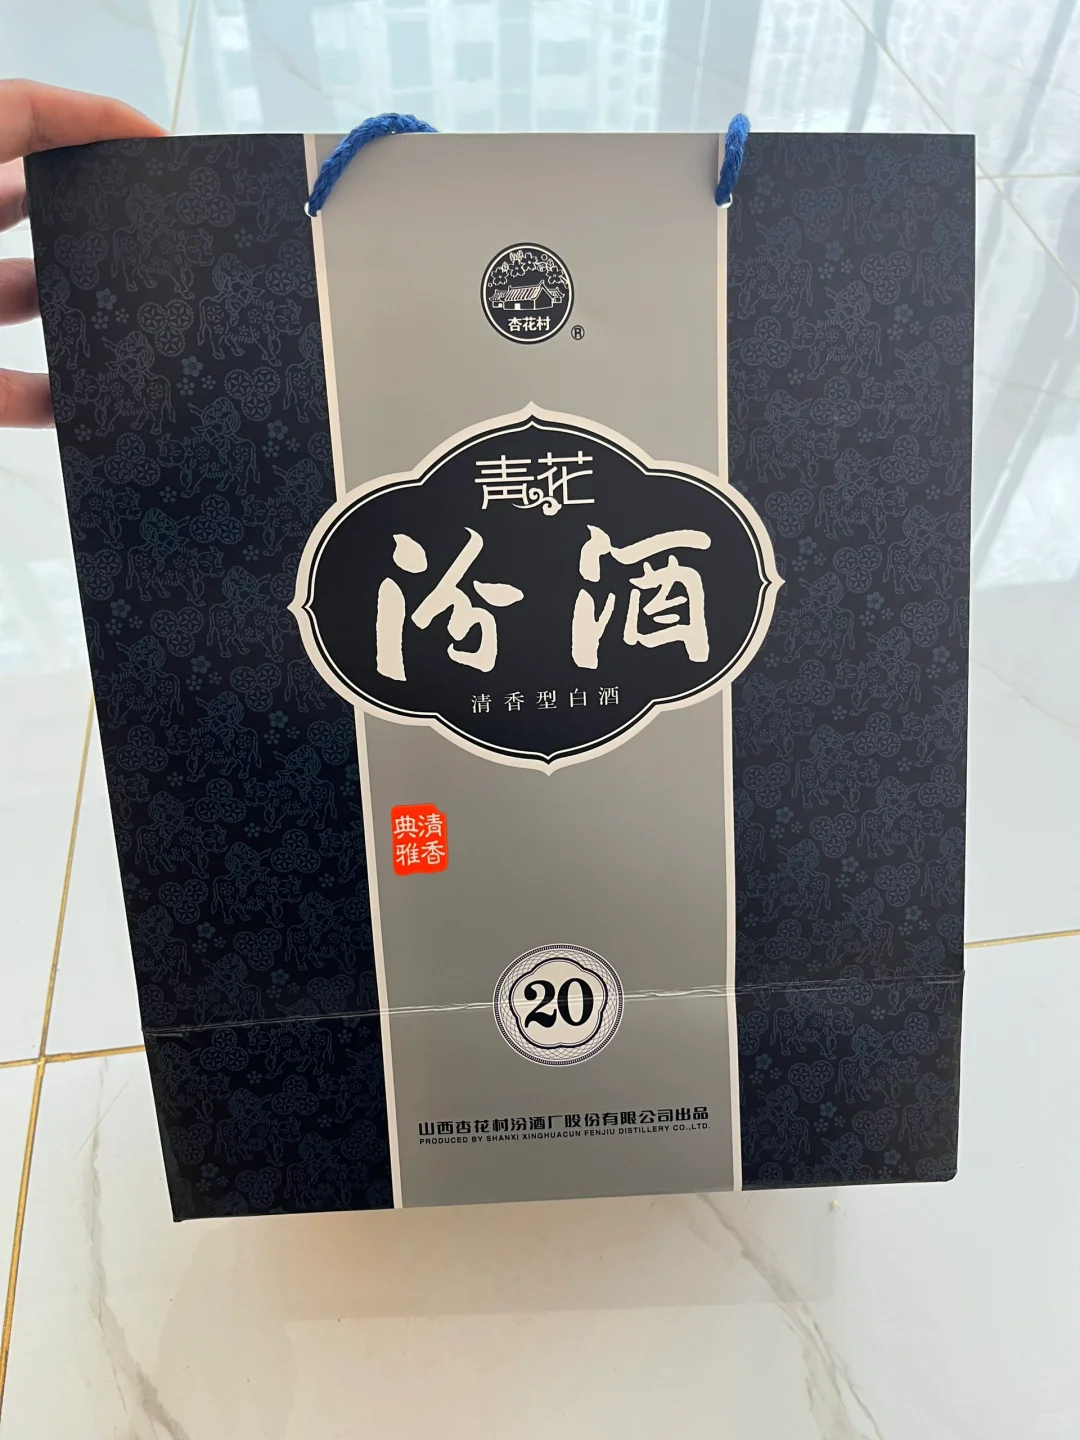 杏花村
®
青花
汾酒
清香型白酒
清香
典雅
20
山西杏花村汾酒厂股份有限公司出品
PRODUCED BY SHANXI XINGHUACUN FENJIU DISTILLERY CO.,LTD.